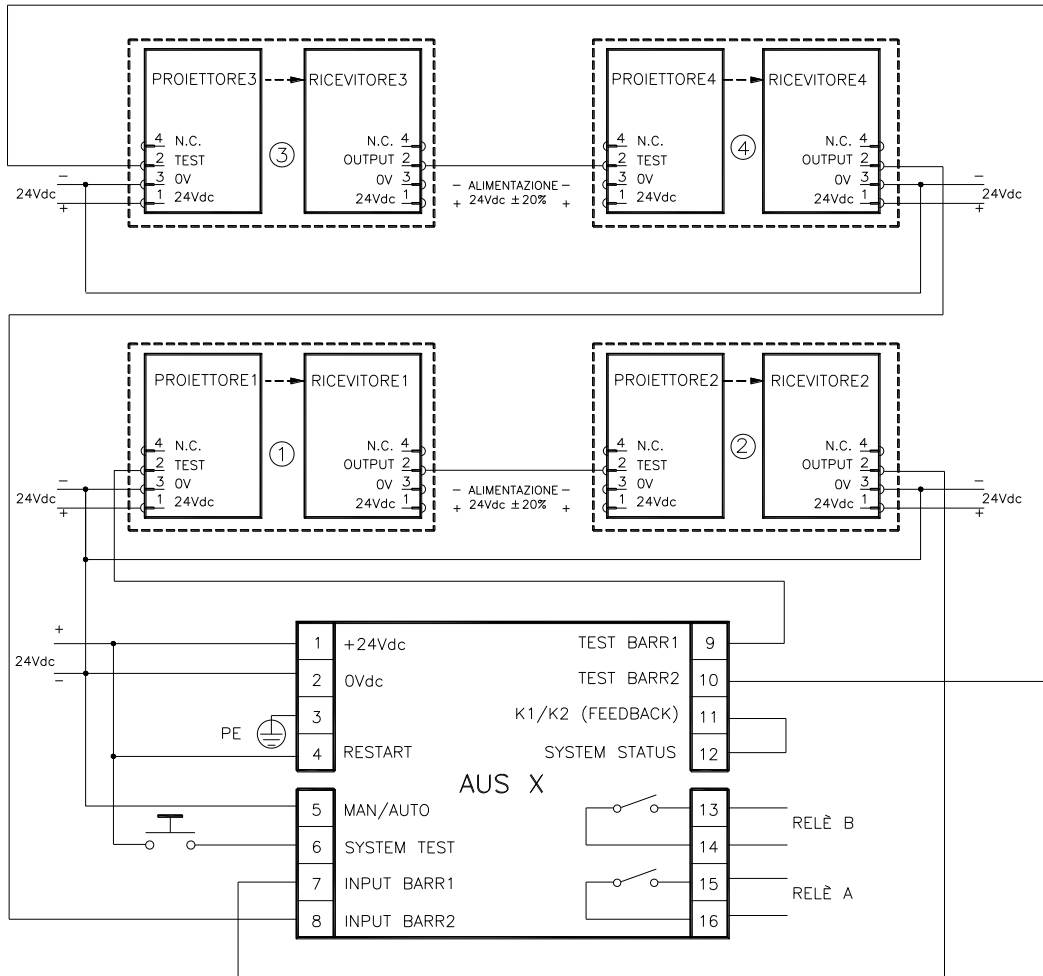 PROIETTORE3 RICEVITORE3 PROIETTORE4 RICEVITORE4
4 N.C. N.C. 4 4 N.C. N.C. 4
2 TEST 3 OUTPUT 2 2 TEST 4 OUTPUT 2
− 3 0V 0V 3 − ALIMENTAZIONE − 3 0V 0V 3 −
24Vdc + 1 24Vdc 24Vdc 1 + 24Vdc ±20% + 1 24Vdc 24Vdc 1 + 24Vdc
PROIETTORE1 RICEVITORE1 PROIETTORE2 RICEVITORE2
4 N.C. N.C. 4 4 N.C. N.C. 4
2 TEST 1 OUTPUT 2 2 TEST 2 OUTPUT 2
− 3 0V 0V 3 − ALIMENTAZIONE − 3 0V 0V 3 −
24Vdc + 1 24Vdc 24Vdc 1 + 24Vdc ±20% + 1 24Vdc 24Vdc 1 + 24Vdc
+ 1 +24Vdc TEST BARR1 9
24Vdc
− 2 0Vdc TEST BARR2 10
PE 3 K1/K2 (FEEDBACK) 11
4 RESTART SYSTEM STATUS 12
AUS X
5 MAN/AUTO 13
RELÈ B
6 SYSTEM TEST 14
7 INPUT BARR1 15
RELÈ A
8 INPUT BARR2 16